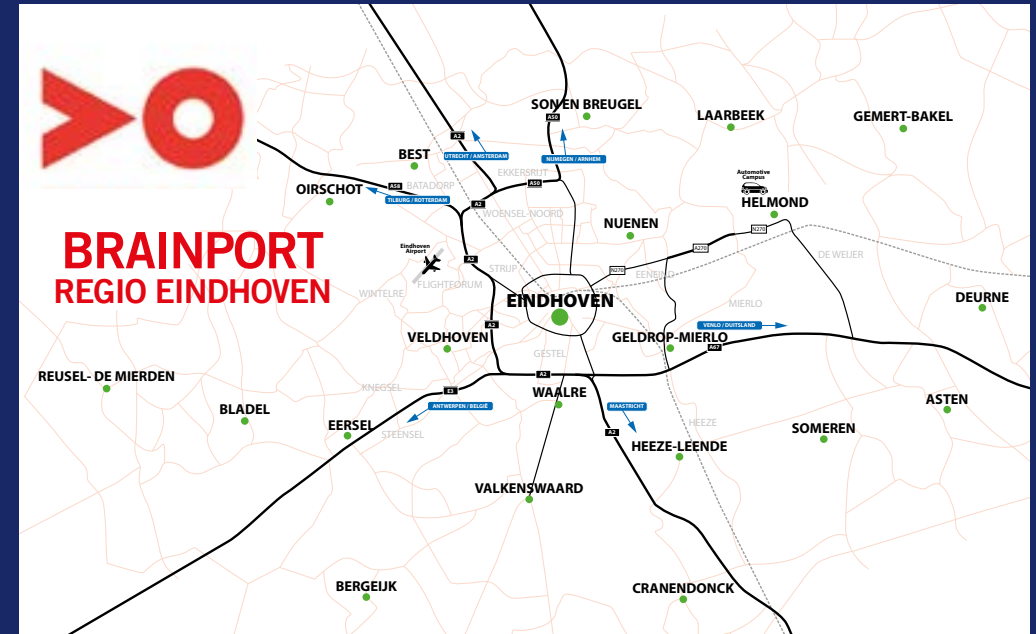 SON EN BREUGEL
LAARBEEK
GEMERT-BAKEL
A50
A2
BEST
UTRECHT / AMSTERDAM
NIJMEGEN / ARNHEM
EKKERSRIJT
Automotive
Campus
OIRSCHOT
A58
BATADORP
A50
TILBURG / ROTTERDAM
A2
HELMOND
WOENSEL-NOORD
NUENEN
N270
BRAINPORT
REGIO EINDHOVEN
Eindhoven
Airport
A2
A270
DE WEIJER
STRIJP
N270
EENEIND
FLIGHTFORUM
WINTELRE
EINDHOVEN
MIERLO
DEURNE
A2
VENLO / DUITSLAND
VELDHOVEN
GELDROP-MIERLO
A67
GESTEL
REUSEL- DE MIERDEN
A2
KNEGSEL
E3
WAALRE
ASTEN
BLADEL
ANTWERPEN / BELGIË
MAASTRICHT
EERSEL
HEEZE
SOMEREN
STEENSEL
A2
HEEZE-LEENDE
VALKENSWAARD
BERGEIJK
CRANENDONCK